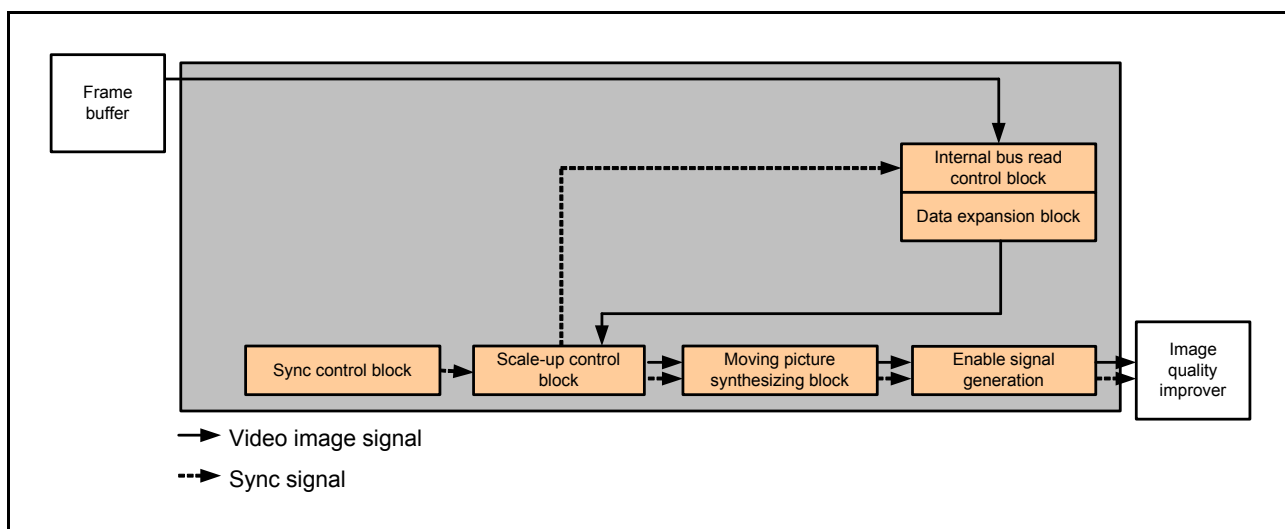 Frame
buffer
Internal bus read
control block
Data expansion block
Sync control block
Scale-up control
block
Moving picture
synthesizing block
Enable signal
generation
Image
quality
improver
Video image signal
Sync signal